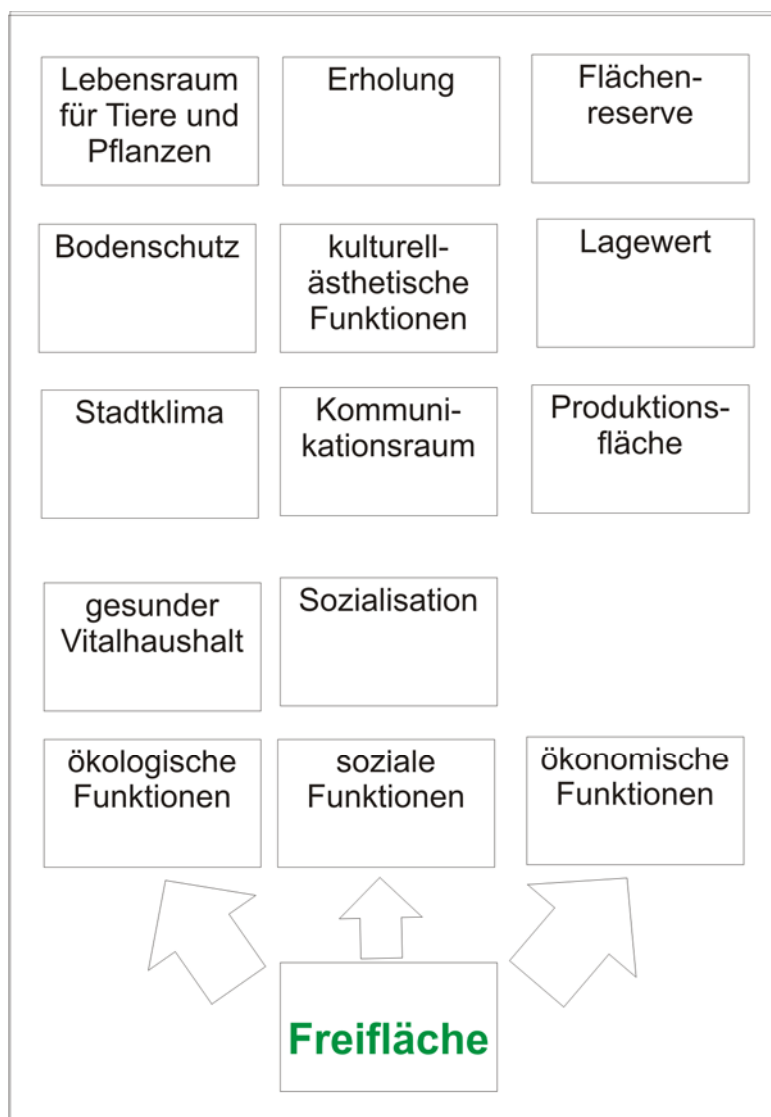 Lebensraum
für Tiere und
Pflanzen
Erholung
Flächen-
reserve
Bodenschutz
kulturell-
ästhetische
Funktionen
Lagewert
Stadtklima
Kommuni-
kationsraum
Produktions-
fläche
gesunder
Vitalhaushalt
Sozialisation
ökologische
Funktionen
soziale
Funktionen
ökonomische
Funktionen
Freifläche